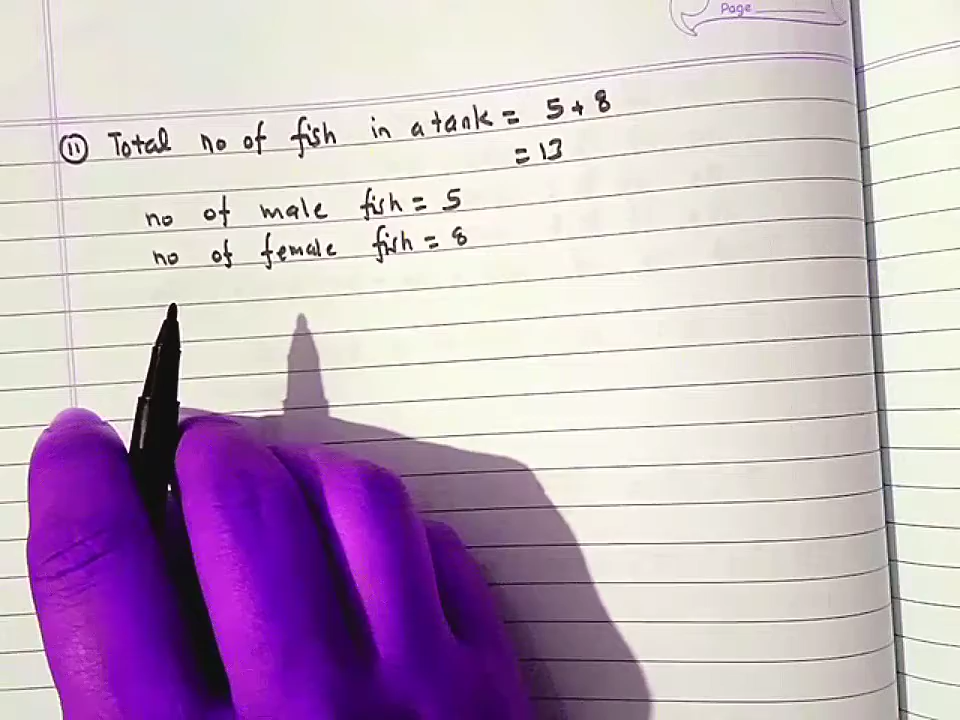 Page
(11) Total no of fish in a tank = 5 + 8
= 13
no of male fish = 5
no of female fish = 8